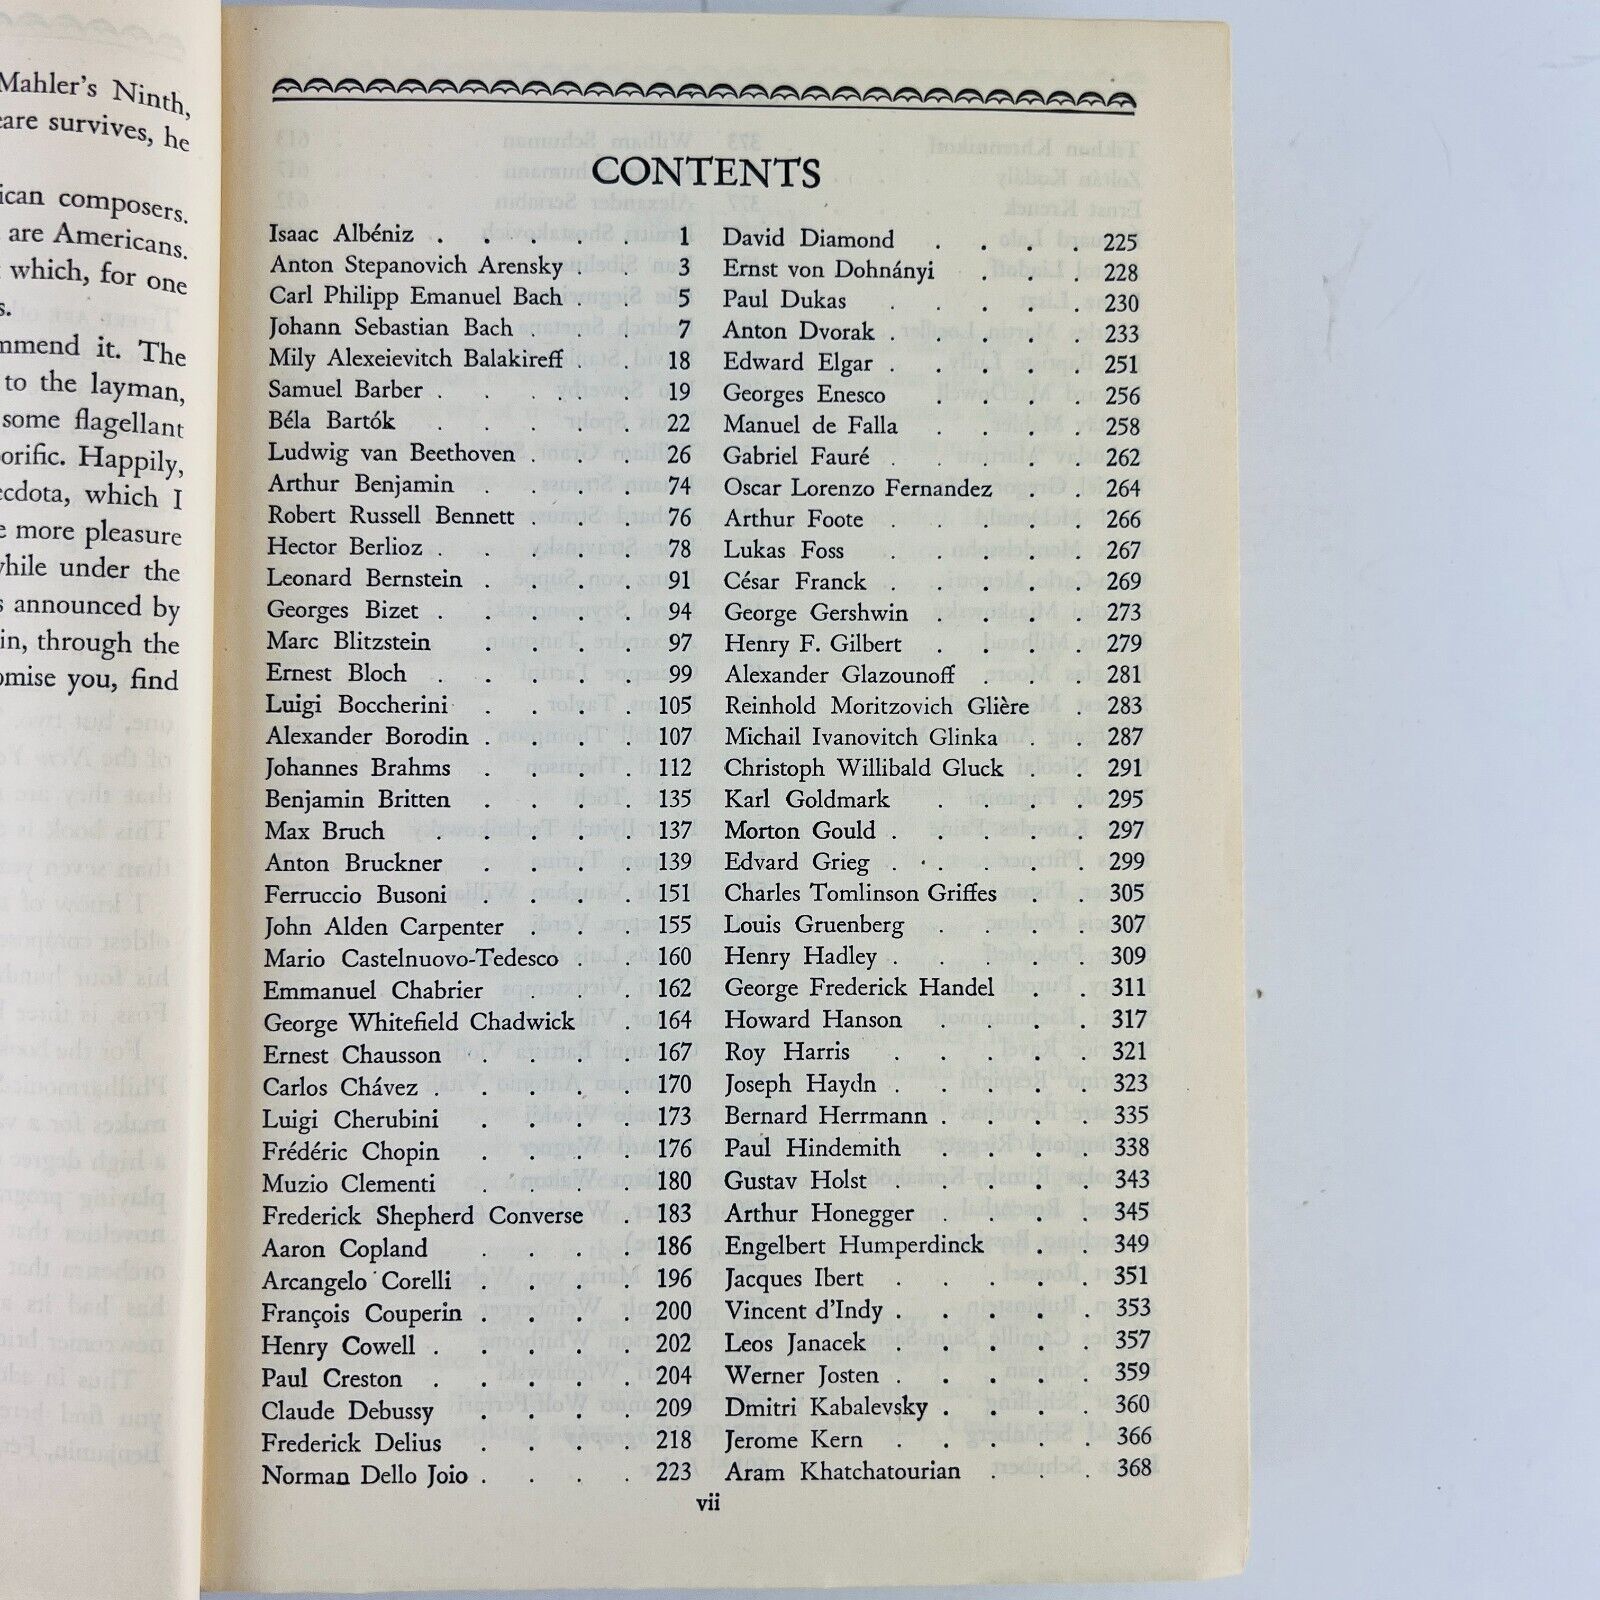 Mahler's Ninth,
survives, he
composers.
are Americans.
which, for one
mmend it. The
to the layman,
some flagellant
Happily,
which I
more pleasure
while under the
announced by
through the
you, find
CONTENTS
Isaac Albéniz . . . . . 1
Anton Stepanovich Arensky . . 3
Carl Philipp Emanuel Bach . . 5
Johann Sebastian Bach . . . 7
Mily Alexeievitch Balakireff . . 18
Samuel Barber . . . . . 19
Béla Bartók . . . . . 22
Ludwig van Beethoven . . . 26
Arthur Benjamin . . . . 74
Robert Russell Bennett . . . 76
Hector Berlioz . . . . . 78
Leonard Bernstein . . . . 91
Georges Bizet . . . . . 94
Marc Blitzstein . . . . 97
Ernest Bloch . . . . . 99
Luigi Boccherini . . . . 105
Alexander Borodin . . . . 107
Johannes Brahms . . . . 112
Benjamin Britten . . . . 135
Max Bruch . . . . . 137
Anton Bruckner . . . . 139
Ferruccio Busoni . . . . 151
John Alden Carpenter . . . 155
Mario Castelnuovo-Tedesco . . 160
Emmanuel Chabrier . . . 162
George Whitefield Chadwick . 164
Ernest Chausson . . . . 167
Carlos Chávez . . . . . 170
Luigi Cherubini . . . . 173
Frédéric Chopin . . . . 176
Muzio Clementi . . . . 180
Frederick Shepherd Converse . 183
Aaron Copland . . . . 186
Arcangelo Corelli . . . . 196
François Couperin . . . . 200
Henry Cowell . . . . . 202
Paul Creston . . . . . 204
Claude Debussy . . . . 209
Frederick Delius . . . . 218
Norman Dello Joio . . . . 223
David Diamond . . . . 225
Ernst von Dohnányi . . . 228
Paul Dukas . . . . . 230
Anton Dvorak . . . . . 233
Edward Elgar . . . . . 251
Georges Enesco . . . . 256
Manuel de Falla . . . . 258
Gabriel Fauré . . . . . 262
Oscar Lorenzo Fernandez . . 264
Arthur Foote . . . . . 266
Lukas Foss . . . . . 267
César Franck . . . . . 269
George Gershwin . . . . 273
Henry F. Gilbert . . . . 279
Alexander Glazounoff . . . 281
Reinhold Moritzovich Glière . 283
Michail Ivanovitch Glinka . . 287
Christoph Willibald Gluck . . 291
Karl Goldmark . . . . 295
Morton Gould . . . . . 297
Edvard Grieg . . . . . 299
Charles Tomlinson Griffes . . 305
Louis Gruenberg . . . . 307
Henry Hadley . . . . . 309
George Frederick Handel . . 311
Howard Hanson . . . . 317
Roy Harris . . . . . 321
Joseph Haydn . . . . . 323
Bernard Herrmann . . . . 335
Paul Hindemith . . . . 338
Gustav Holst . . . . . 343
Arthur Honegger . . . . 345
Engelbert Humperdinck . . 349
Jacques Ibert . . . . . 351
Vincent d'Indy . . . . . 353
Leos Janacek . . . . . 357
Werner Josten . . . . . 359
Dmitri Kabalevsky . . . . 360
Jerome Kern . . . . . 366
Aram Khatchatourian . . . 368
vii